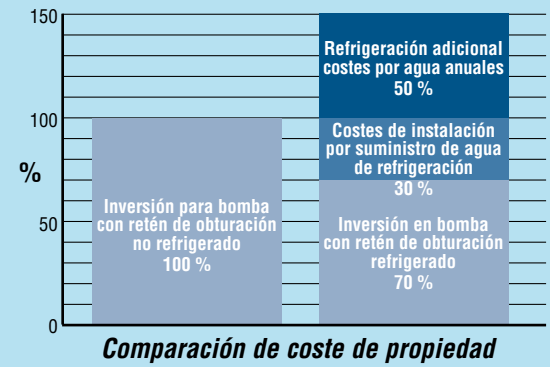 150
100
%
50
0
Inversión para bomba
con retén de obturación
no refrigerado
100 %
Refrigeración adicional
costes por agua anuales
50 %
Costes de instalación
por suministro de agua
de refrigeración
30 %
Inversión en bomba
con retén de obturación
refrigerado
70 %
Comparación de coste de propiedad